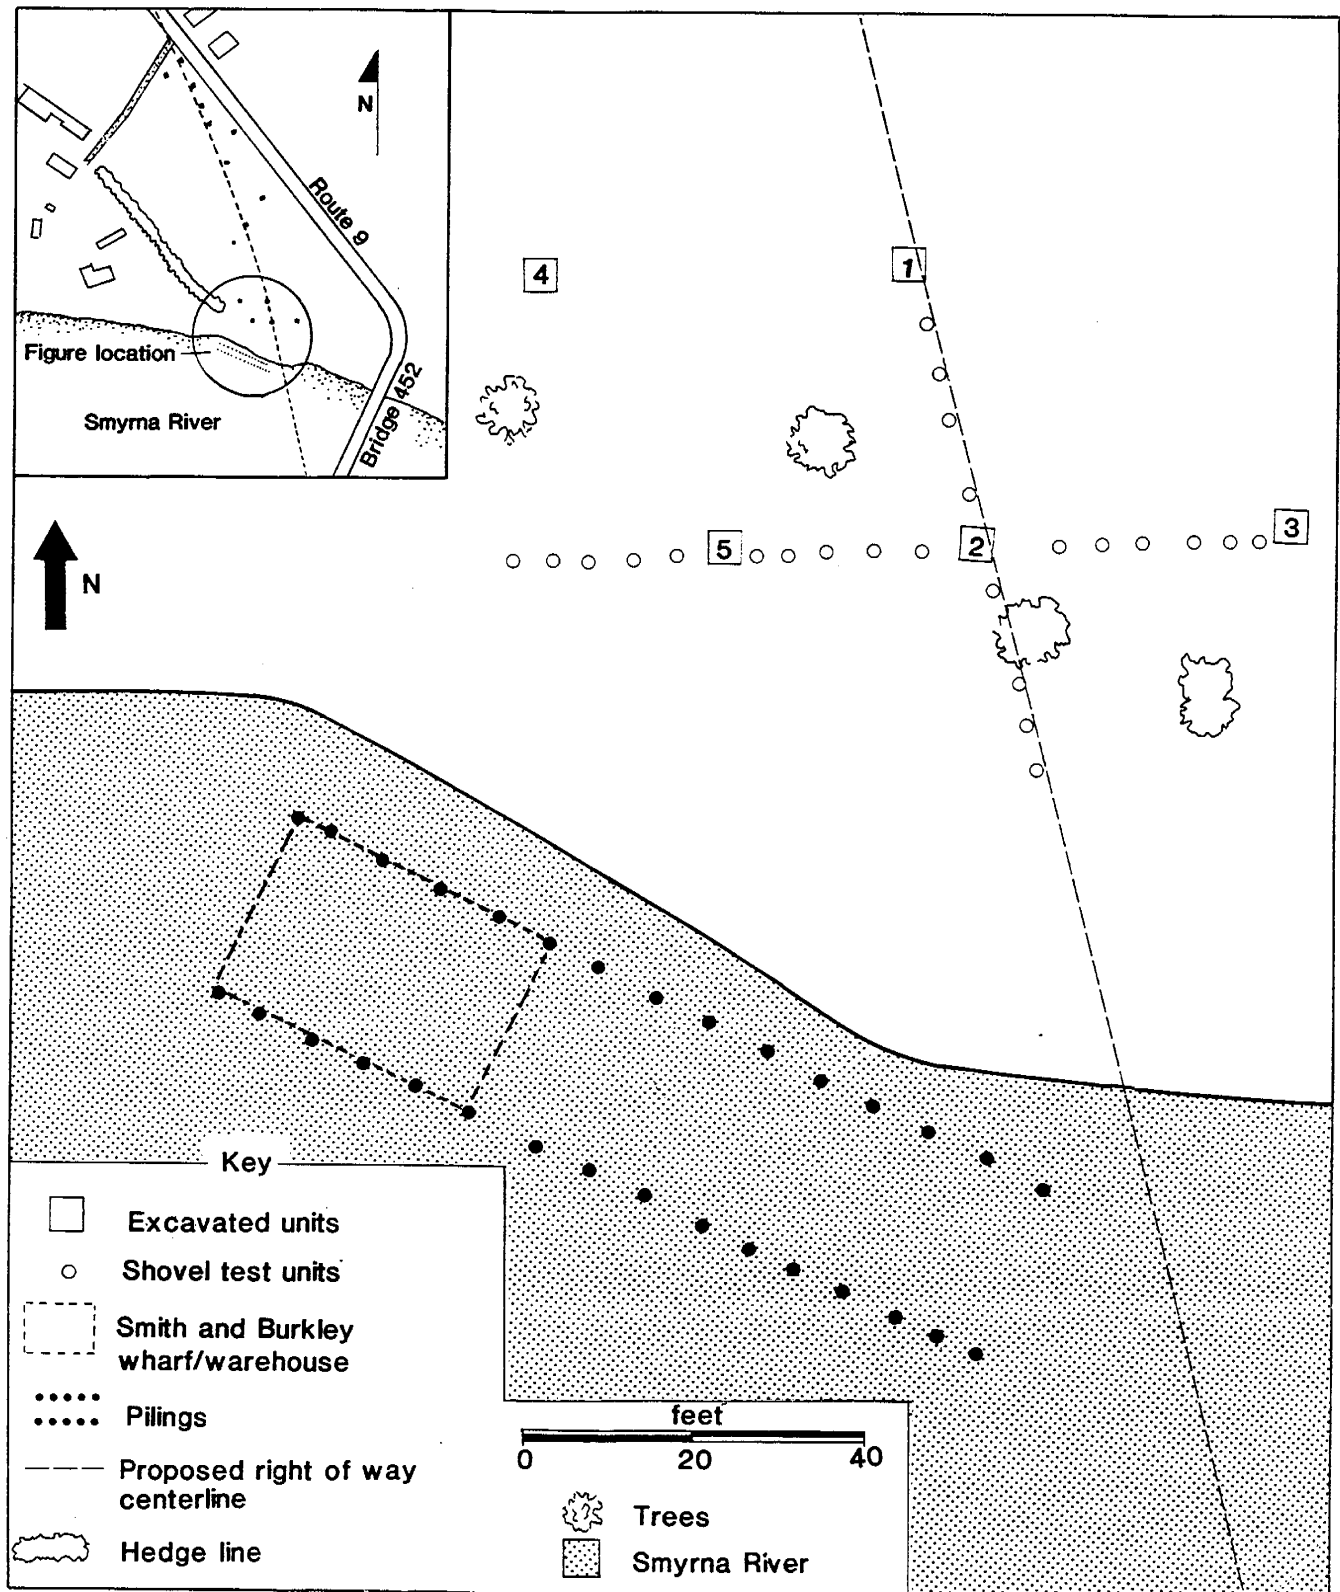 N
Route 9
Figure location
Smyrna River
Bridge 452
4
1
5
2
3
N
Key
Excavated units
Shovel test units
Smith and Burkley
wharf/warehouse
Pilings
Proposed right of way
centerline
Hedge line
feet
0 20 40
Trees
Smyrna River